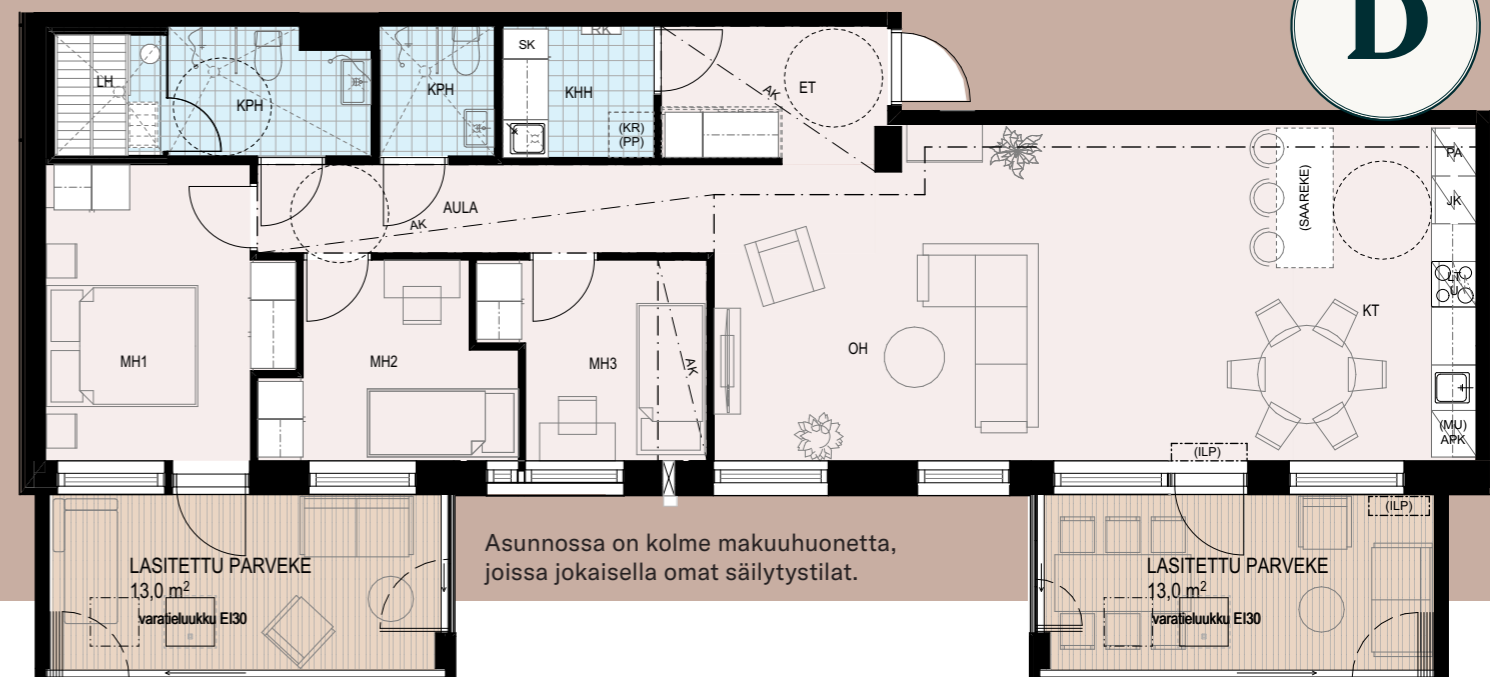 D
SK
RK
LH
KPH
KPH
KHH
(KR)
(PP)
AK
ET
AULA
AK
PA
JK
(SAAREKE)
LT
U
KT
MH1
MH2
MH3
AK
OH
(MU)
APK
(ILP)
(ILP)
LASITETTU PARVEKE
13,0 m²
varatieluukku EI30
Asunnossa on kolme makuuhuonetta,
joissa jokaisella omat säilytystilat.
LASITETTU PARVEKE
13,0 m²
varatieluukku EI30